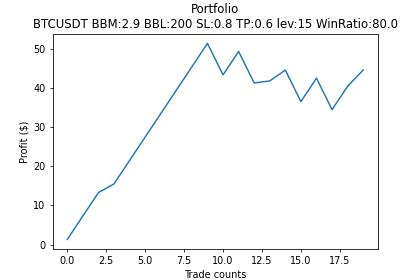 Portfolio
BTCUSDT BBM:2.9 BBL:200 SL:0.8 TP:0.6 lev:15 WinRatio:80.0
50
40
30
20
10
0
Profit ($)
0.0 2.5 5.0 7.5 10.0 12.5 15.0 17.5
Trade counts